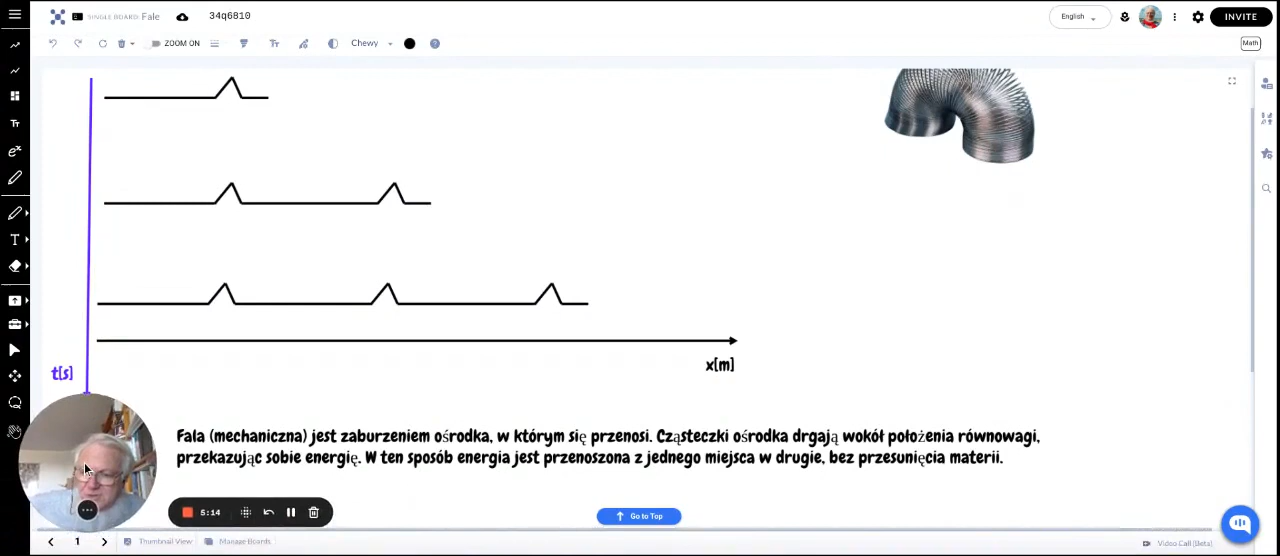 SINGLE BOARD: Fale
34q6810
English
INVITE
ZOOM ON
Chewy
Math
x[m]
t[s]
Fala (mechaniczna) jest zaburzeniem ośrodka, w którym się przenosi. Cząsteczki ośrodka drgają wokół położenia równowagi,
przekazując sobie energię. W ten sposób energia jest przenoszona z jednego miejsca w drugie, bez przesunięcia materii.
5:14
Go to Top
1
Thumbnail View
Manage Boards
Video Call (Beta)